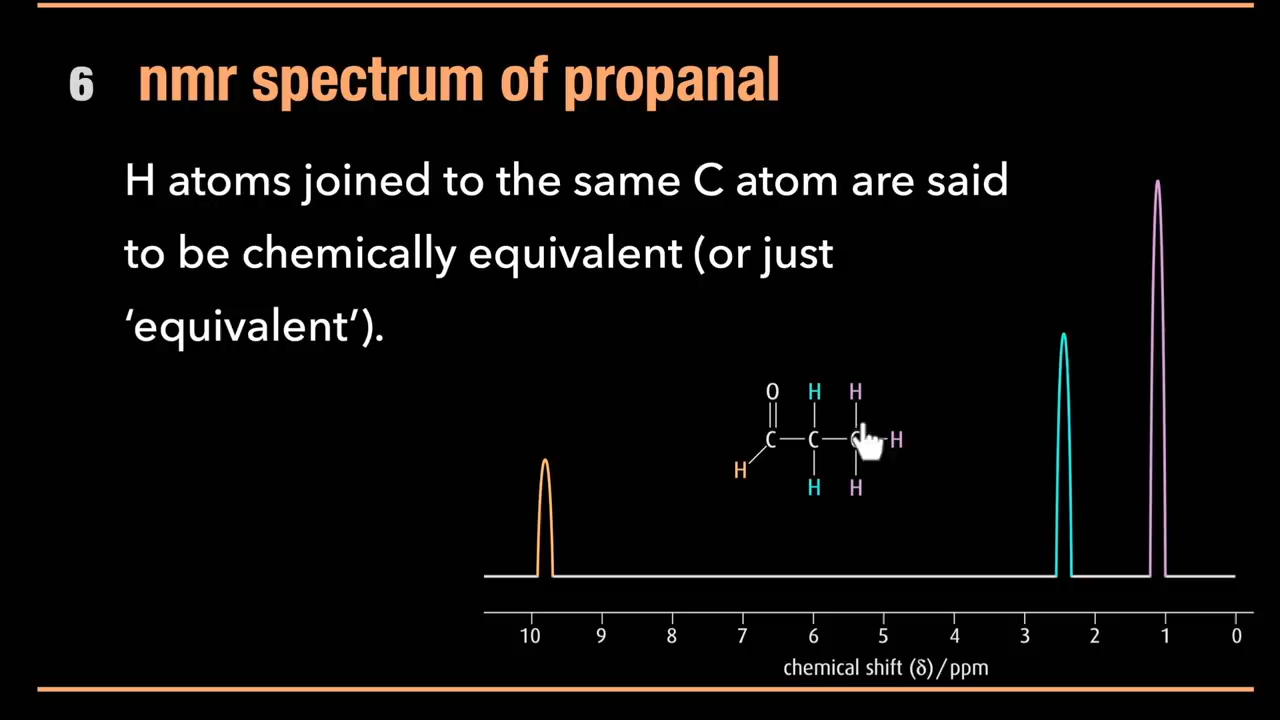 6 nmr spectrum of propanal
H atoms joined to the same C atom are said
to be chemically equivalent (or just
‘equivalent’).
O H H
C C C H
H
H H
10 9 8 7 6 5 4 3 2 1 0
chemical shift (δ)/ppm